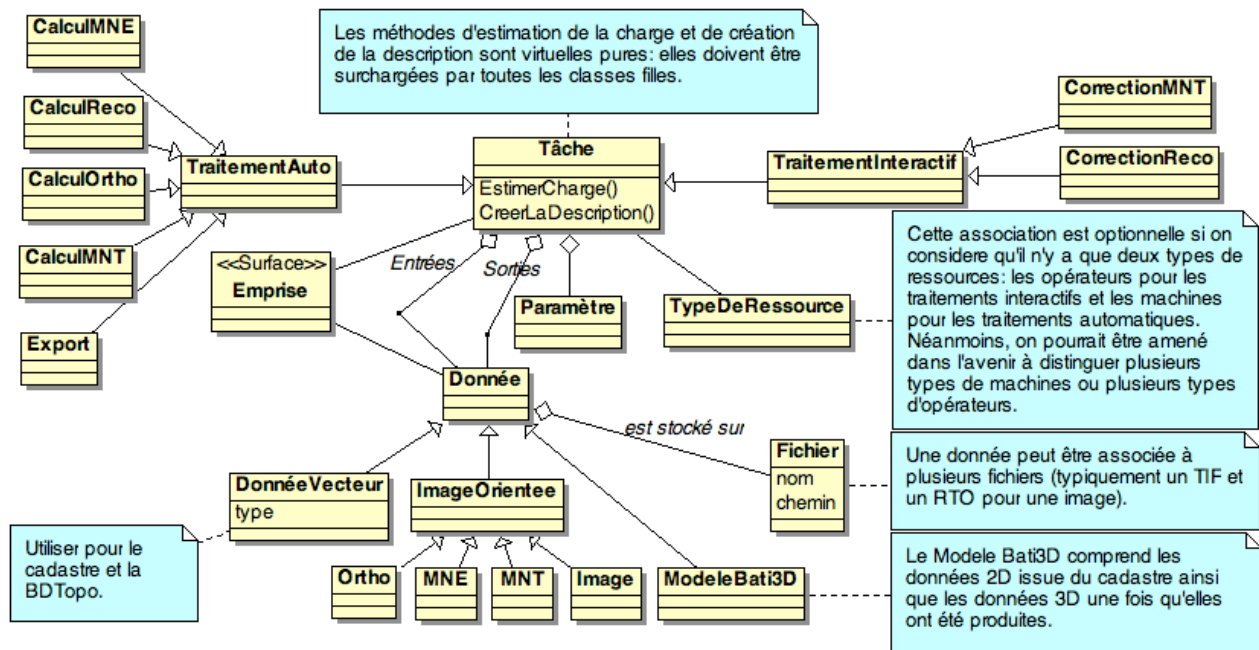 CalculMNE
Les méthodes d'estimation de la charge et de création
de la description sont virtuelles pures: elles doivent être
surchargées par toutes les classes filles.
CalculReco
CorrectionMNT
Tâche
EstimerCharge()
CreerLaDescription()
TraitementAuto
TraitementInteractif
CorrectionReco
CalculOrtho
CalculMNT
Export
<<Surface>>
Emprise
Entrées
Sorties
Paramètre
TypeDeRessource
Cette association est optionnelle si on
considere qu'il n'y a que deux types de
ressources: les opérateurs pour les
traitements interactifs et les machines
pour les traitements automatiques.
Néanmoins, on pourrait être amené
dans l'avenir à distinguer plusieurs
types de machines ou plusieurs types
d'opérateurs.
Donnée
est stocké sur
Fichier
nom
chemin
Une donnée peut être associée à
plusieurs fichiers (typiquement un TIF et
un RTO pour une image).
DonnéeVecteur
type
ImageOrientee
Utiliser pour le
cadastre et la
BDTopo.
Ortho
MNE
MNT
Image
ModeleBati3D
Le Modele Bati3D comprend les
données 2D issue du cadastre ainsi
que les données 3D une fois qu'elles
ont été produites.